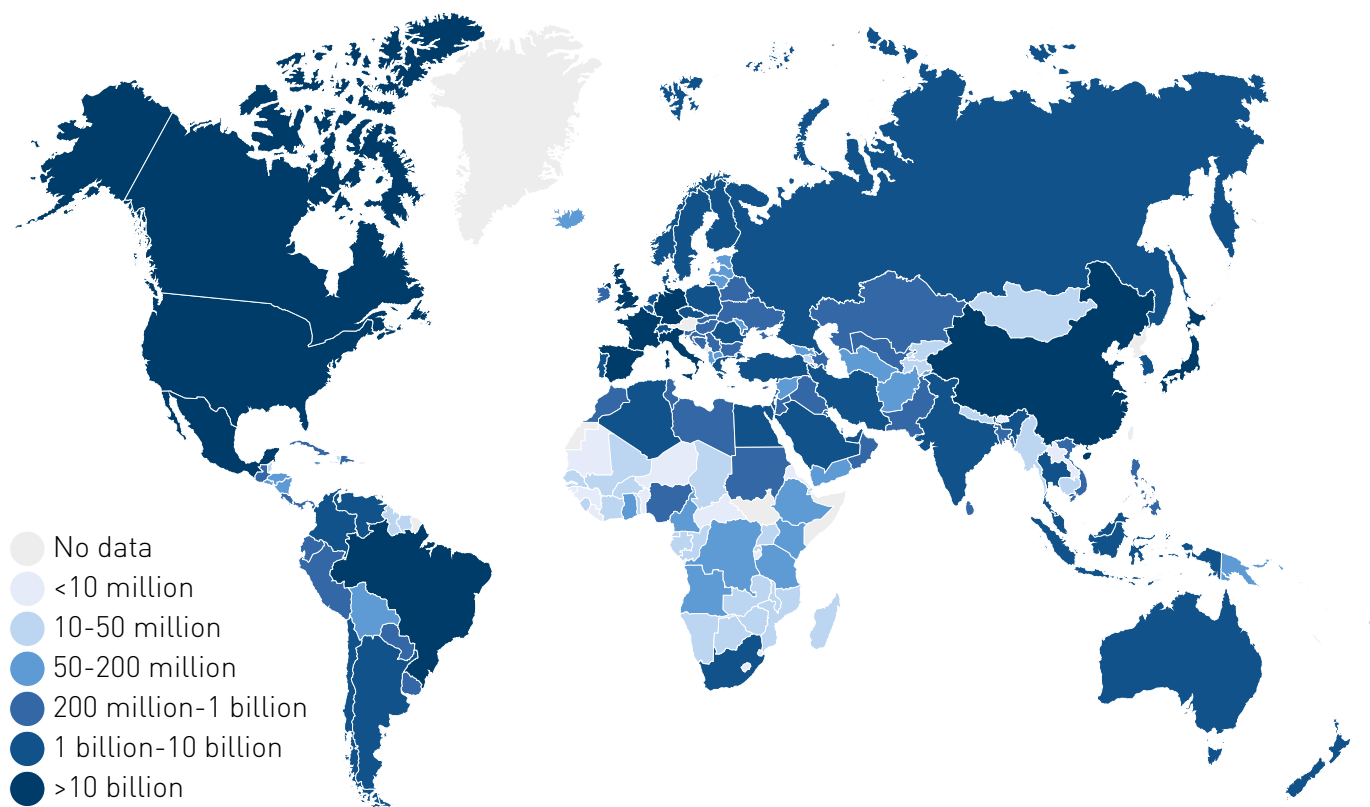 No data
<10 million
10-50 million
50-200 million
200 million-1 billion
1 billion-10 billion
>10 billion